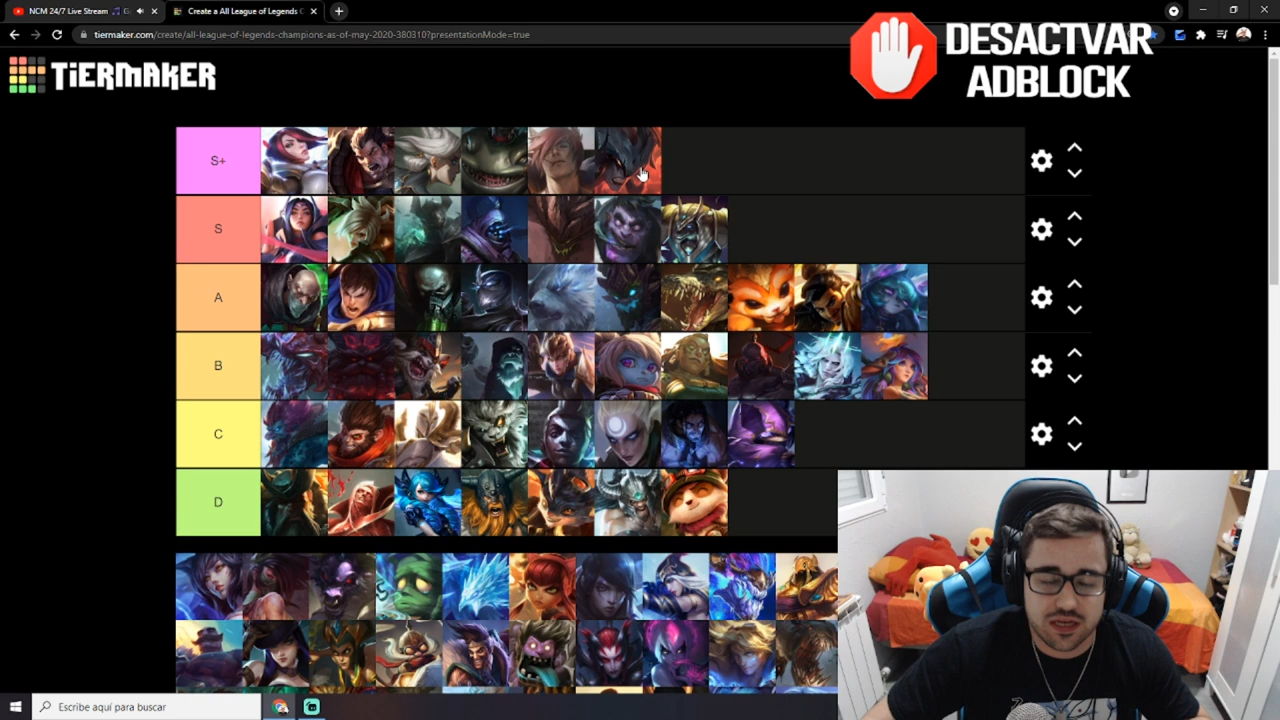 NCM 24/7 Live Stream
Create a All League of Legends C
tiermaker.com/create/all-league-of-legends-champions-as-of-may-2020-380310?presentationMode=true
DESACTVAR
ADBLOCK
TiERMAKER
S+
S
A
B
C
D
Escribe aquí para buscar